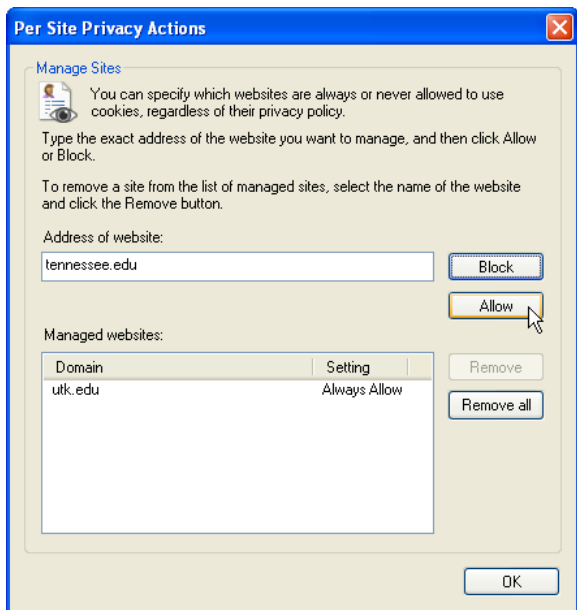 Per Site Privacy Actions
Manage Sites
You can specify which websites are always or never allowed to use
cookies, regardless of their privacy policy.
Type the exact address of the website you want to manage, and then click Allow
or Block.
To remove a site from the list of managed sites, select the name of the website
and click the Remove button.
Address of website:
tennessee.edu
Block
Allow
Managed websites:
Domain Setting
Remove
utk.edu Always Allow
Remove all
OK